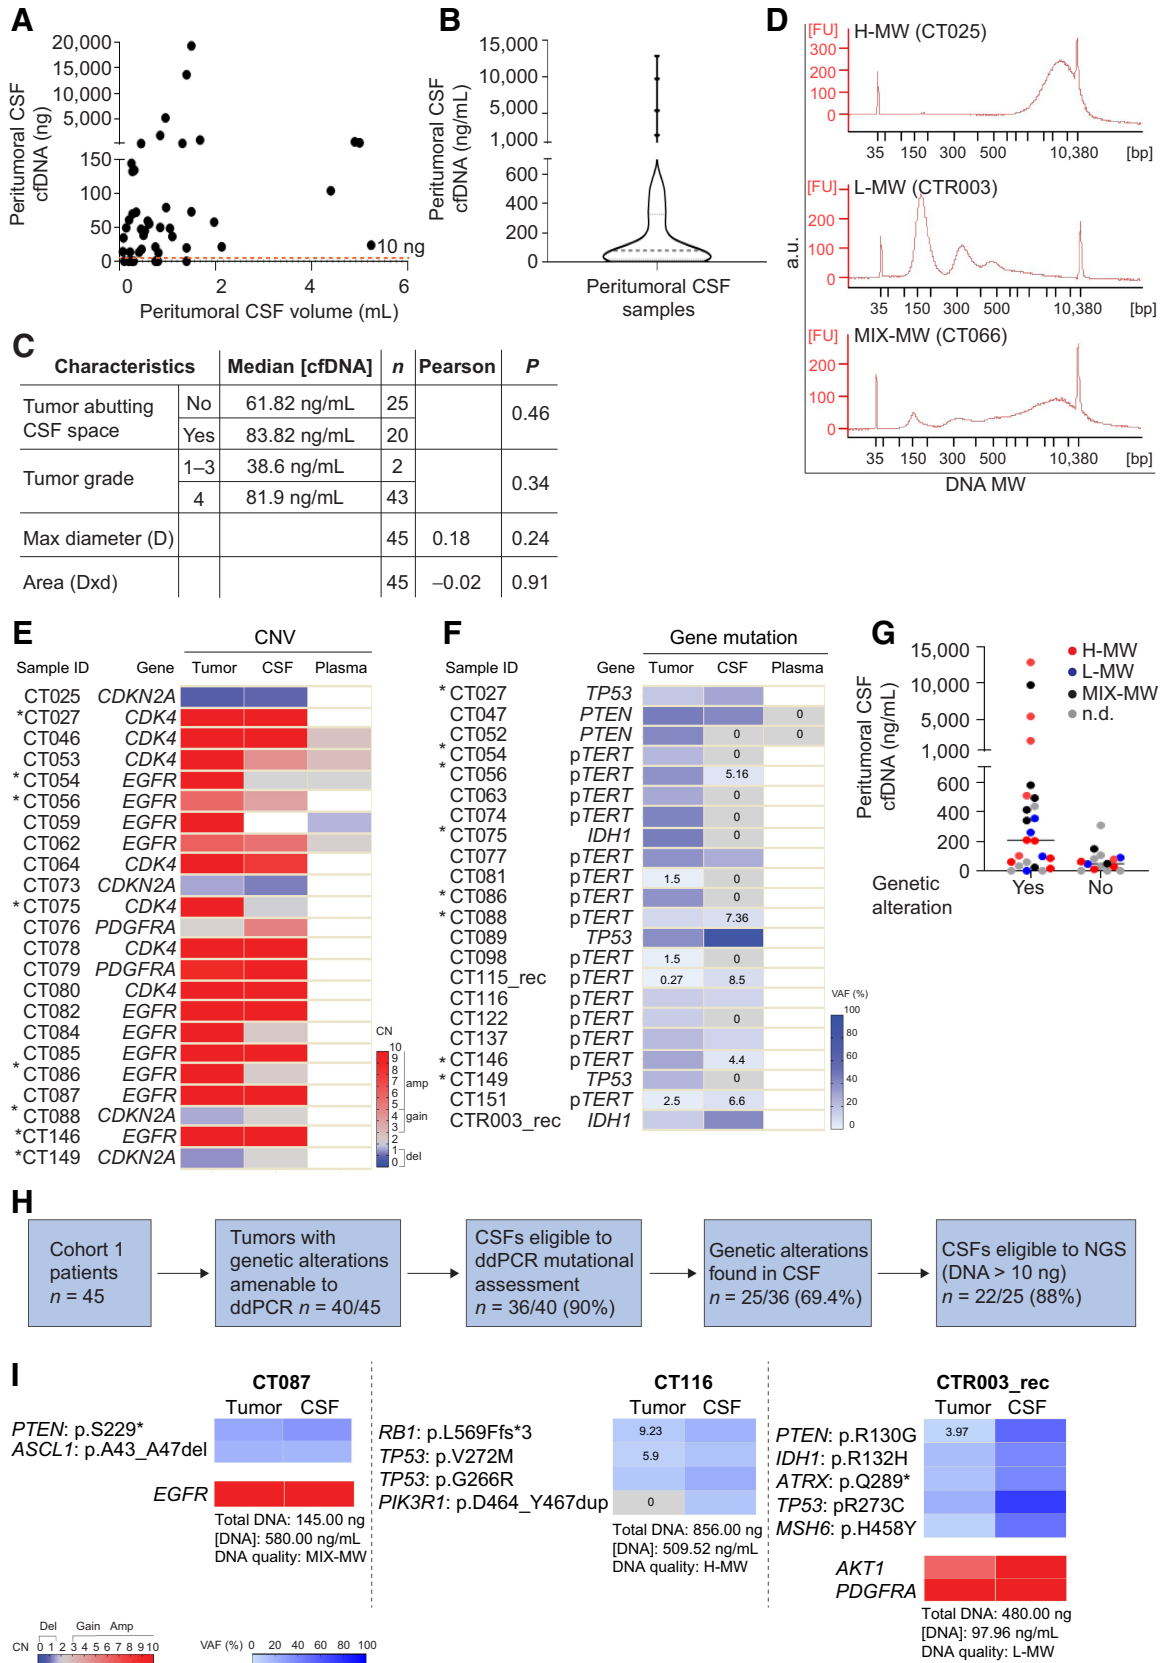 A
Peritumoral CSF
cfDNA (ng)
20,000
15,000
10,000
5,000
150
100
50
0
10 ng
0 2 4 6
Peritumoral CSF volume (mL)
B
Peritumoral CSF
cfDNA (ng/mL)
15,000
10,000
5,000
1,000
600
400
200
0
Peritumoral CSF
samples
C
Characteristics Median [cfDNA] n Pearson P
Tumor abutting
CSF space
No 61.82 ng/mL 25
Yes 83.82 ng/mL 20
0.46
Tumor grade
1–3 38.6 ng/mL 2
4 81.9 ng/mL 43
0.34
Max diameter (D) 45 0.18 0.24
Area (Dxd) 45 –0.02 0.91
D
a.u.
[FU] H-MW (CT025)
300
200
100
0
35 150 300 500 10,380 [bp]
[FU] L-MW (CTR003)
200
100
0
35 150 300 500 10,380 [bp]
[FU] MIX-MW (CT066)
200
100
0
35 150 300 500 10,380 [bp]
DNA MW
E
CNV
Sample ID Gene Tumor CSF Plasma
CT025 CDKN2A
*CT027 CDK4
CT046 CDK4
CT053 CDK4
*CT054 EGFR
*CT056 EGFR
CT059 EGFR
CT062 EGFR
CT064 CDK4
CT073 CDKN2A
*CT075 CDK4
CT076 PDGFRA
CT078 CDK4
CT079 PDGFRA
CT080 CDK4
CT082 EGFR
CT084 EGFR
CT085 EGFR
*CT086 EGFR
CT087 EGFR
*CT088 CDKN2A
*CT146 EGFR
*CT149 CDKN2A
CN
10
9
8
7
6
5
4
3
2
1
0
amp
gain
del
F
Gene mutation
Sample ID Gene Tumor CSF Plasma
*CT027 TP53
CT047 PTEN 0
CT052 PTEN 0 0
*CT054 pTERT 0
*CT056 pTERT 5.16
CT063 pTERT 0
CT074 pTERT 0
*CT075 IDH1 0
CT077 pTERT
CT081 pTERT 1.5 0
*CT086 pTERT 0
*CT088 pTERT 7.36
CT089 TP53
CT098 pTERT 1.5 0
CT115_rec pTERT 0.27 8.5
CT116 pTERT
CT122 pTERT 0
CT137 pTERT
*CT146 pTERT 4.4
*CT149 TP53 0
CT151 pTERT 2.5 6.6
CTR003_rec IDH1
VAF (%)
100
80
60
40
20
0
G
Peritumoral CSF
cfDNA (ng/mL)
15,000
10,000
5,000
1,000
600
400
200
0
H-MW
L-MW
MIX-MW
n.d.
Genetic
alteration
Yes No
H
Cohort 1
patients
n = 45
Tumors with
genetic alterations
amenable to
ddPCR n = 40/45
CSFs eligible to
ddPCR mutational
assessment
n = 36/40 (90%)
Genetic alterations
found in CSF
n = 25/36 (69.4%)
CSFs eligible to NGS
(DNA > 10 ng)
n = 22/25 (88%)
I
CT087
Tumor CSF
PTEN: p.S229*
ASCL1: p.A43_A47del
EGFR
Total DNA: 145.00 ng
[DNA]: 580.00 ng/mL
DNA quality: MIX-MW
CT116
Tumor CSF
RB1: p.L569Ffs*3 9.23
TP53: p.V272M 5.9
TP53: p.G266R
PIK3R1: p.D464_Y467dup 0
Total DNA: 856.00 ng
[DNA]: 509.52 ng/mL
DNA quality: H-MW
CTR003_rec
Tumor CSF
PTEN: p.R130G 3.97
IDH1: p.R132H
ATRX: p.Q289*
TP53: pR273C
MSH6: p.H458Y
AKT1
PDGFRA
Total DNA: 480.00 ng
[DNA]: 97.96 ng/mL
DNA quality: L-MW
Del Gain Amp
CN 0 1 2 3 4 5 6 7 8 9 10
VAF (%) 0 20 40 60 80 100